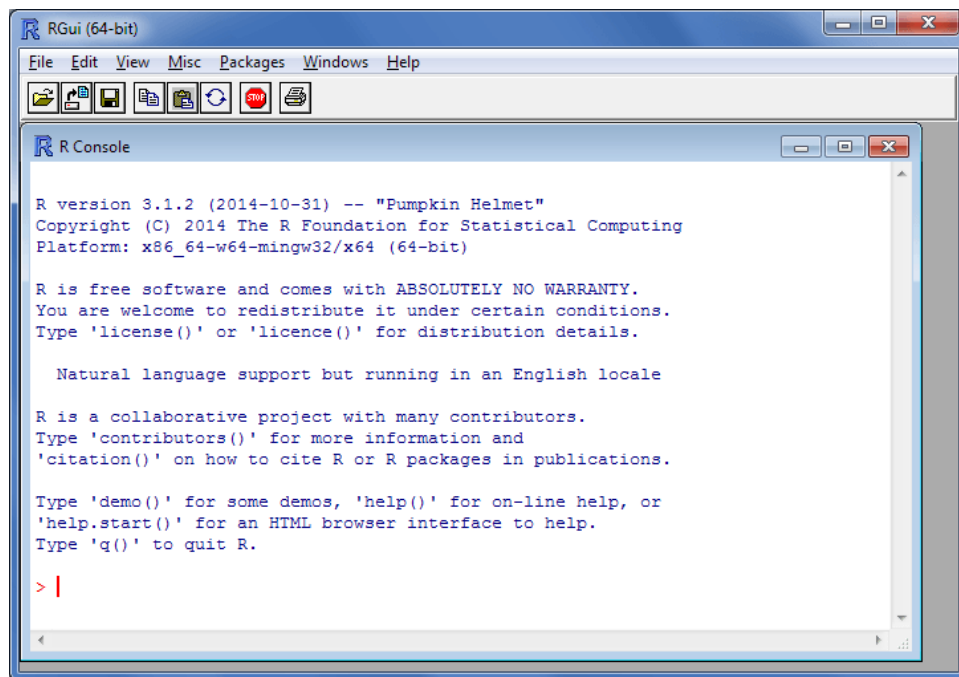 RGui (64-bit)
File Edit View Misc Packages Windows Help
STOP
R Console
R version 3.1.2 (2014-10-31) -- "Pumpkin Helmet"
Copyright (C) 2014 The R Foundation for Statistical Computing
Platform: x86_64-w64-mingw32/x64 (64-bit)
R is free software and comes with ABSOLUTELY NO WARRANTY.
You are welcome to redistribute it under certain conditions.
Type 'license()' or 'licence()' for distribution details.
Natural language support but running in an English locale
R is a collaborative project with many contributors.
Type 'contributors()' for more information and
'citation()' on how to cite R or R packages in publications.
Type 'demo()' for some demos, 'help()' for on-line help, or
'help.start()' for an HTML browser interface to help.
Type 'q()' to quit R.
>